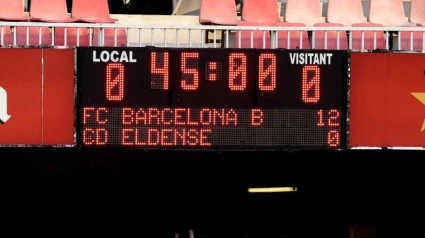 LOCAL 45:00 VISITANT
0 0
FC BARCELONA B 12
CD ELDENSE 0